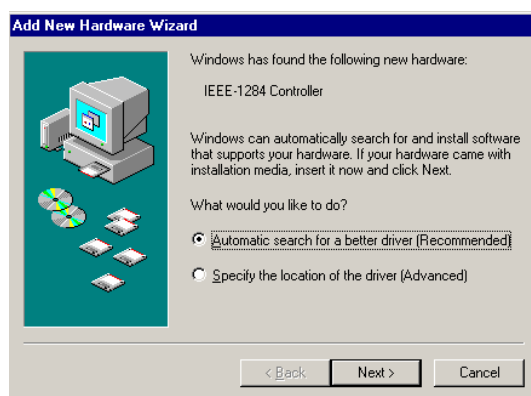 Add New Hardware Wizard
Windows has found the following new hardware:
IEEE-1284 Controller
Windows can automatically search for and install software
that supports your hardware. If your hardware came with
installation media, insert it now and click Next.
What would you like to do?
Automatic search for a better driver (Recommended)
Specify the location of the driver (Advanced)
< Back
Next >
Cancel